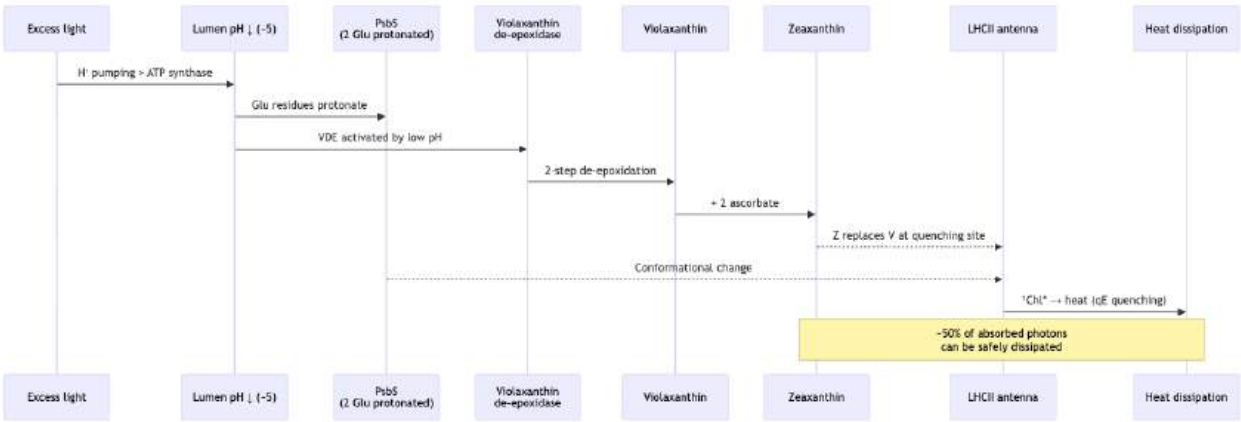 Excess light
Lumen pH ↓ (~5)
PsbS
(2 Glu protonated)
Violaxanthin
de-epoxidase
Violaxanthin
Zeaxanthin
LHCII antenna
Heat dissipation
H⁺ pumping > ATP synthase
Glu residues protonate
VDE activated by low pH
2-step de-epoxidation
+ 2 ascorbate
Z replaces V at quenching site
Conformational change
¹Chl* → heat (qE quenching)
~50% of absorbed photons
can be safely dissipated
Excess light
Lumen pH ↓ (~5)
PsbS
(2 Glu protonated)
Violaxanthin
de-epoxidase
Violaxanthin
Zeaxanthin
LHCII antenna
Heat dissipation